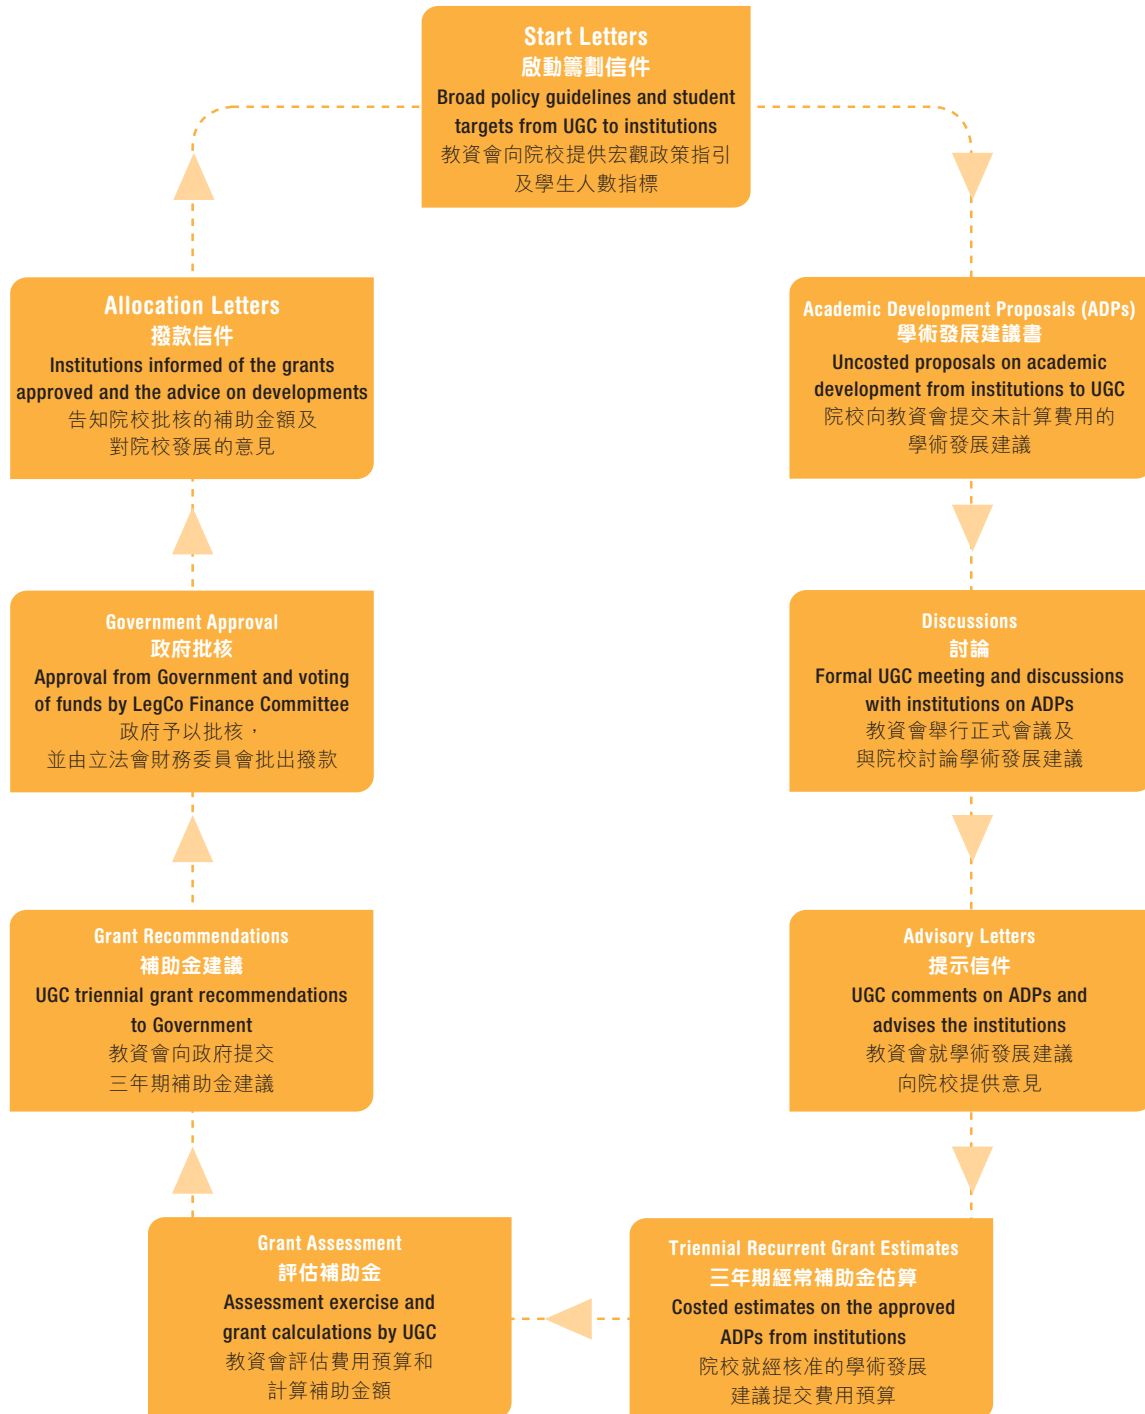 Start Letters
啟動籌劃信件
Broad policy guidelines and student
targets from UGC to institutions
教資會向院校提供宏觀政策指引
及學生人數指標
Academic Development Proposals (ADPs)
學術發展建議書
Uncosted proposals on academic
development from institutions to UGC
院校向教資會提交未計算費用的
學術發展建議
Discussions
討論
Formal UGC meeting and discussions
with institutions on ADPs
教資會舉行正式會議及
與院校討論學術發展建議
Advisory Letters
提示信件
UGC comments on ADPs and
advises the institutions
教資會就學術發展建議
向院校提供意見
Triennial Recurrent Grant Estimates
三年期經常補助金估算
Costed estimates on the approved
ADPs from institutions
院校就經核准的學術發展
建議提交費用預算
Grant Assessment
評估補助金
Assessment exercise and
grant calculations by UGC
教資會評估費用預算和
計算補助金額
Grant Recommendations
補助金建議
UGC triennial grant recommendations
to Government
教資會向政府提交
三年期補助金建議
Government Approval
政府批核
Approval from Government and voting
of funds by LegCo Finance Committee
政府予以批核，
並由立法會財務委員會批出撥款
Allocation Letters
撥款信件
Institutions informed of the grants
approved and the advice on developments
告知院校批核的補助金額及
對院校發展的意見